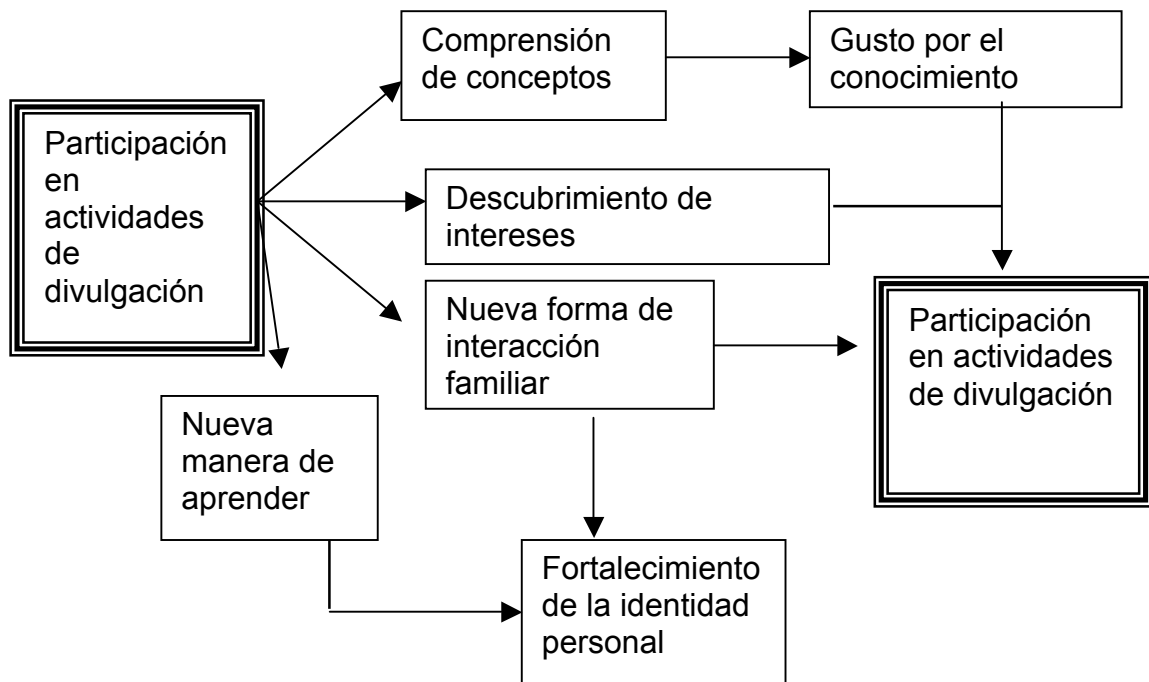 Comprensión
de conceptos
Gusto por el
conocimiento
Participación
en
actividades
de
divulgación
Descubrimiento de
intereses
Nueva forma de
interacción
familiar
Participación
en actividades
de divulgación
Nueva
manera de
aprender
Fortalecimiento
de la identidad
personal